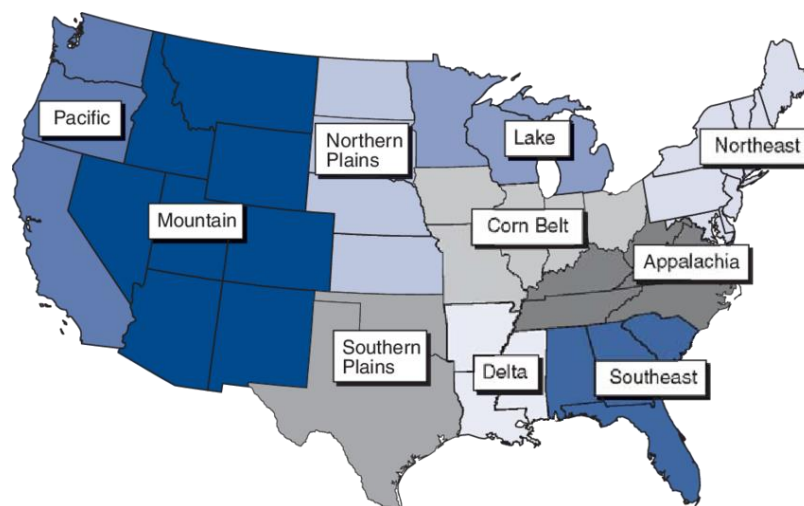 Pacific
Northern
Plains
Lake
Northeast
Mountain
Corn Belt
Appalachia
Southern
Plains
Delta
Southeast